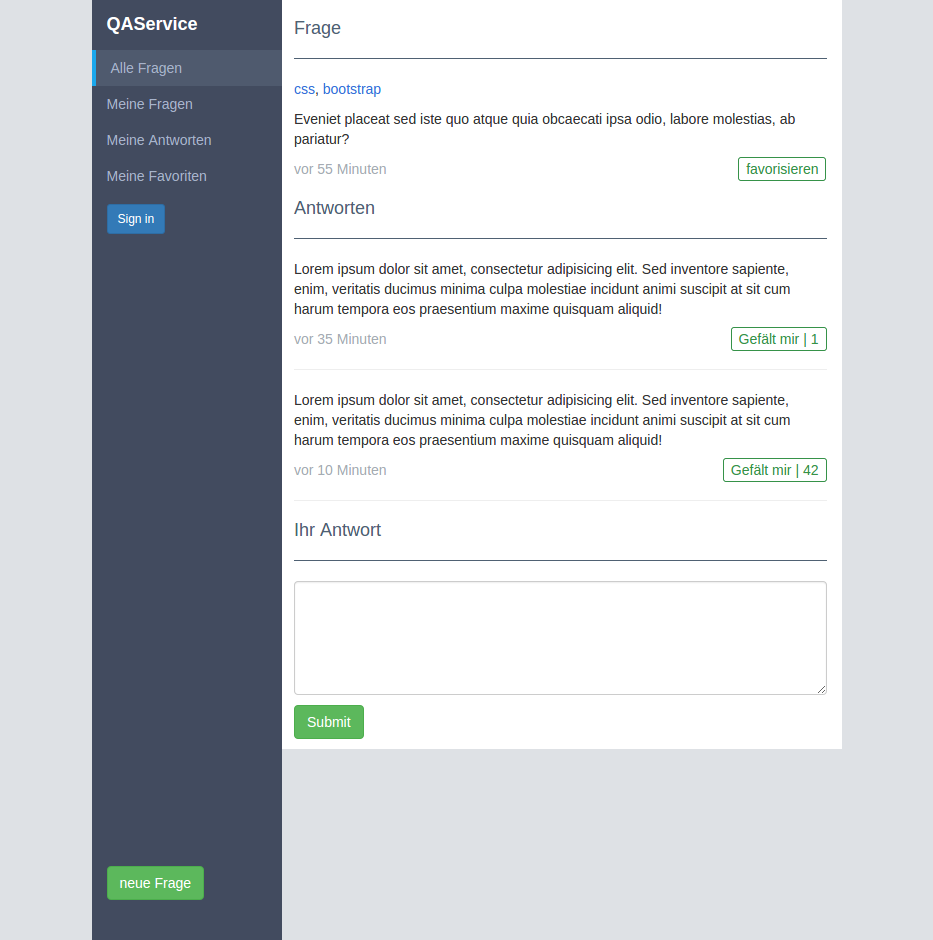 QAService
Alle Fragen
Meine Fragen
Meine Antworten
Meine Favoriten
Sign in
neue Frage
Frage
css, bootstrap
Eveniet placeat sed iste quo atque quia obcaecati ipsa odio, labore molestias, ab
pariatur?
vor 55 Minuten
favorisieren
Antworten
Lorem ipsum dolor sit amet, consectetur adipisicing elit. Sed inventore sapiente,
enim, veritatis ducimus minima culpa molestiae incidunt animi suscipit at sit cum
harum tempora eos praesentium maxime quisquam aliquid!
vor 35 Minuten
Gefält mir | 1
Lorem ipsum dolor sit amet, consectetur adipisicing elit. Sed inventore sapiente,
enim, veritatis ducimus minima culpa molestiae incidunt animi suscipit at sit cum
harum tempora eos praesentium maxime quisquam aliquid!
vor 10 Minuten
Gefält mir | 42
Ihr Antwort
Submit